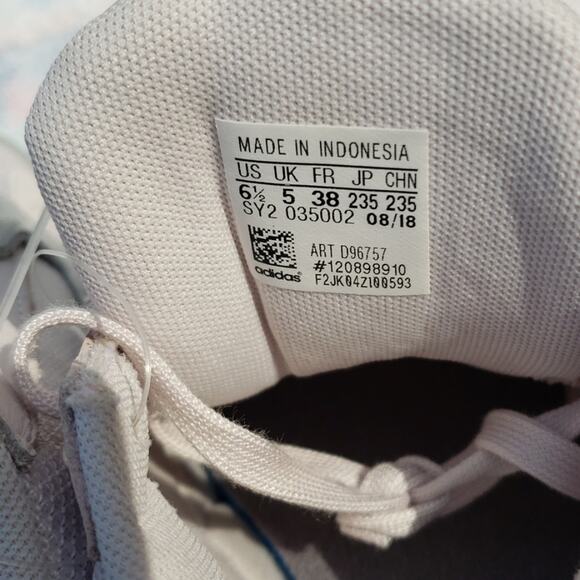 MADE IN INDONESIA
US UK FR JP CHN
6½ 5 38 235 235
SY2 035002 08/18
ART D96757
#120898910
adidas F2JK04Z100593